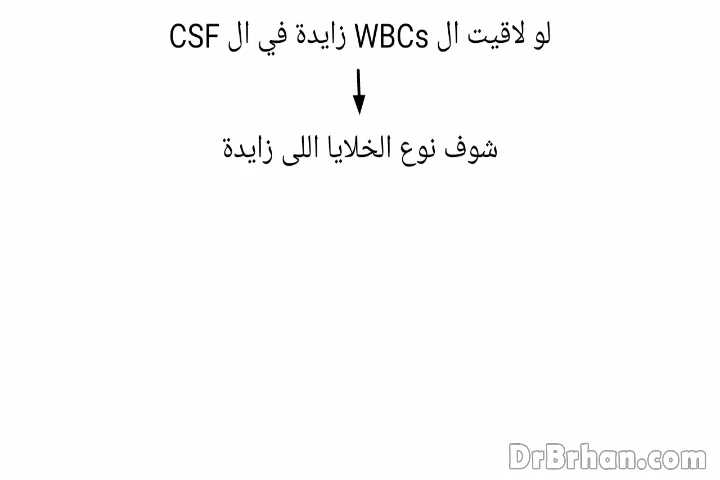 لو لاقيت ال WBCs زايدة في ال CSF
شوف نوع الخلايا اللى زايدة
DrBrhan.com